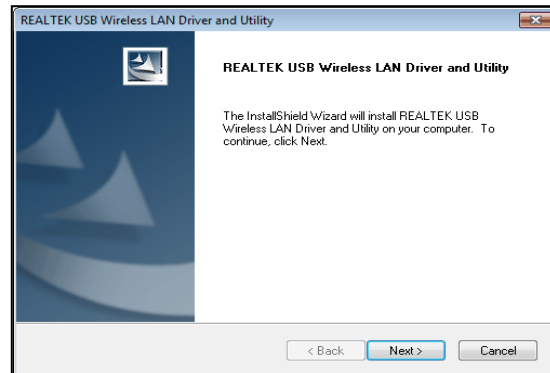 REALTEK USB Wireless LAN Driver and Utility
REALTEK USB Wireless LAN Driver and Utility
The InstallShield Wizard will install REALTEK USB
Wireless LAN Driver and Utility on your computer. To
continue, click Next.
< Back Next > Cancel